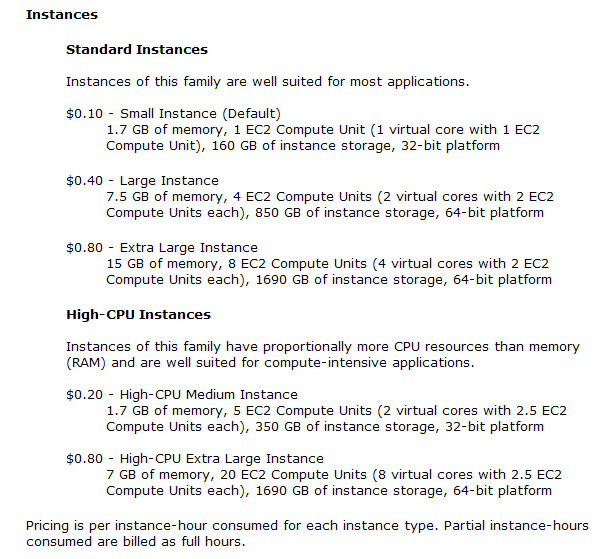 Instances
Standard Instances
Instances of this family are well suited for most applications.
$0.10 - Small Instance (Default)
1.7 GB of memory, 1 EC2 Compute Unit (1 virtual core with 1 EC2
Compute Unit), 160 GB of instance storage, 32-bit platform
$0.40 - Large Instance
7.5 GB of memory, 4 EC2 Compute Units (2 virtual cores with 2 EC2
Compute Units each), 850 GB of instance storage, 64-bit platform
$0.80 - Extra Large Instance
15 GB of memory, 8 EC2 Compute Units (4 virtual cores with 2 EC2
Compute Units each), 1690 GB of instance storage, 64-bit platform
High-CPU Instances
Instances of this family have proportionally more CPU resources than memory
(RAM) and are well suited for compute-intensive applications.
$0.20 - High-CPU Medium Instance
1.7 GB of memory, 5 EC2 Compute Units (2 virtual cores with 2.5 EC2
Compute Units each), 350 GB of instance storage, 32-bit platform
$0.80 - High-CPU Extra Large Instance
7 GB of memory, 20 EC2 Compute Units (8 virtual cores with 2.5 EC2
Compute Units each), 1690 GB of instance storage, 64-bit platform
Pricing is per instance-hour consumed for each instance type. Partial instance-hours
consumed are billed as full hours.